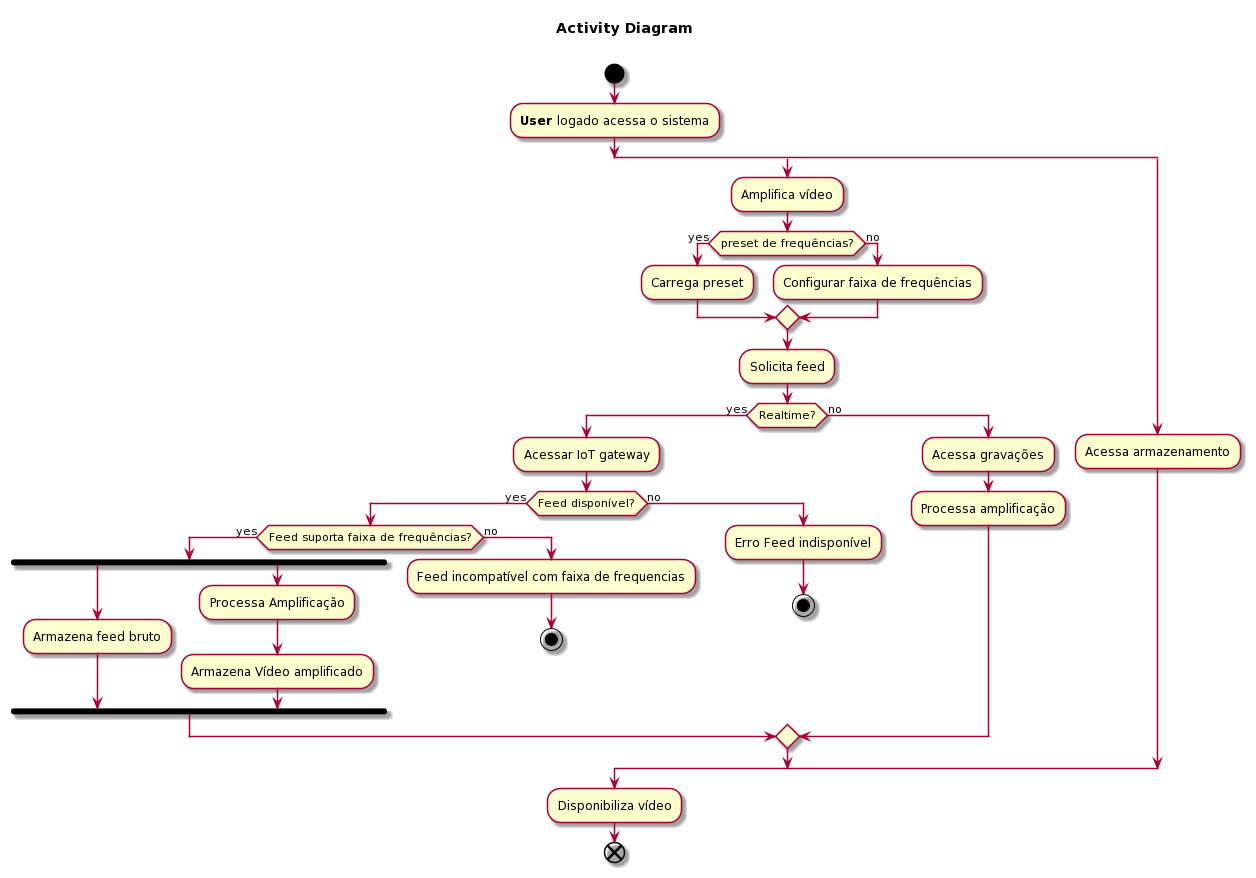 Activity Diagram
User logado acessa o sistema
Amplifica vídeo
yes
preset de frequências?
no
Carrega preset
Configurar faixa de frequências
Solicita feed
yes
Realtime?
no
Acessar IoT gateway
Acessa gravações
Acessa armazenamento
yes
Feed disponível?
no
Processa amplificação
yes
Feed suporta faixa de frequências?
no
Erro Feed indisponível
Feed incompatível com faixa de frequencias
Processa Amplificação
Armazena feed bruto
Armazena Vídeo amplificado
Disponibiliza vídeo